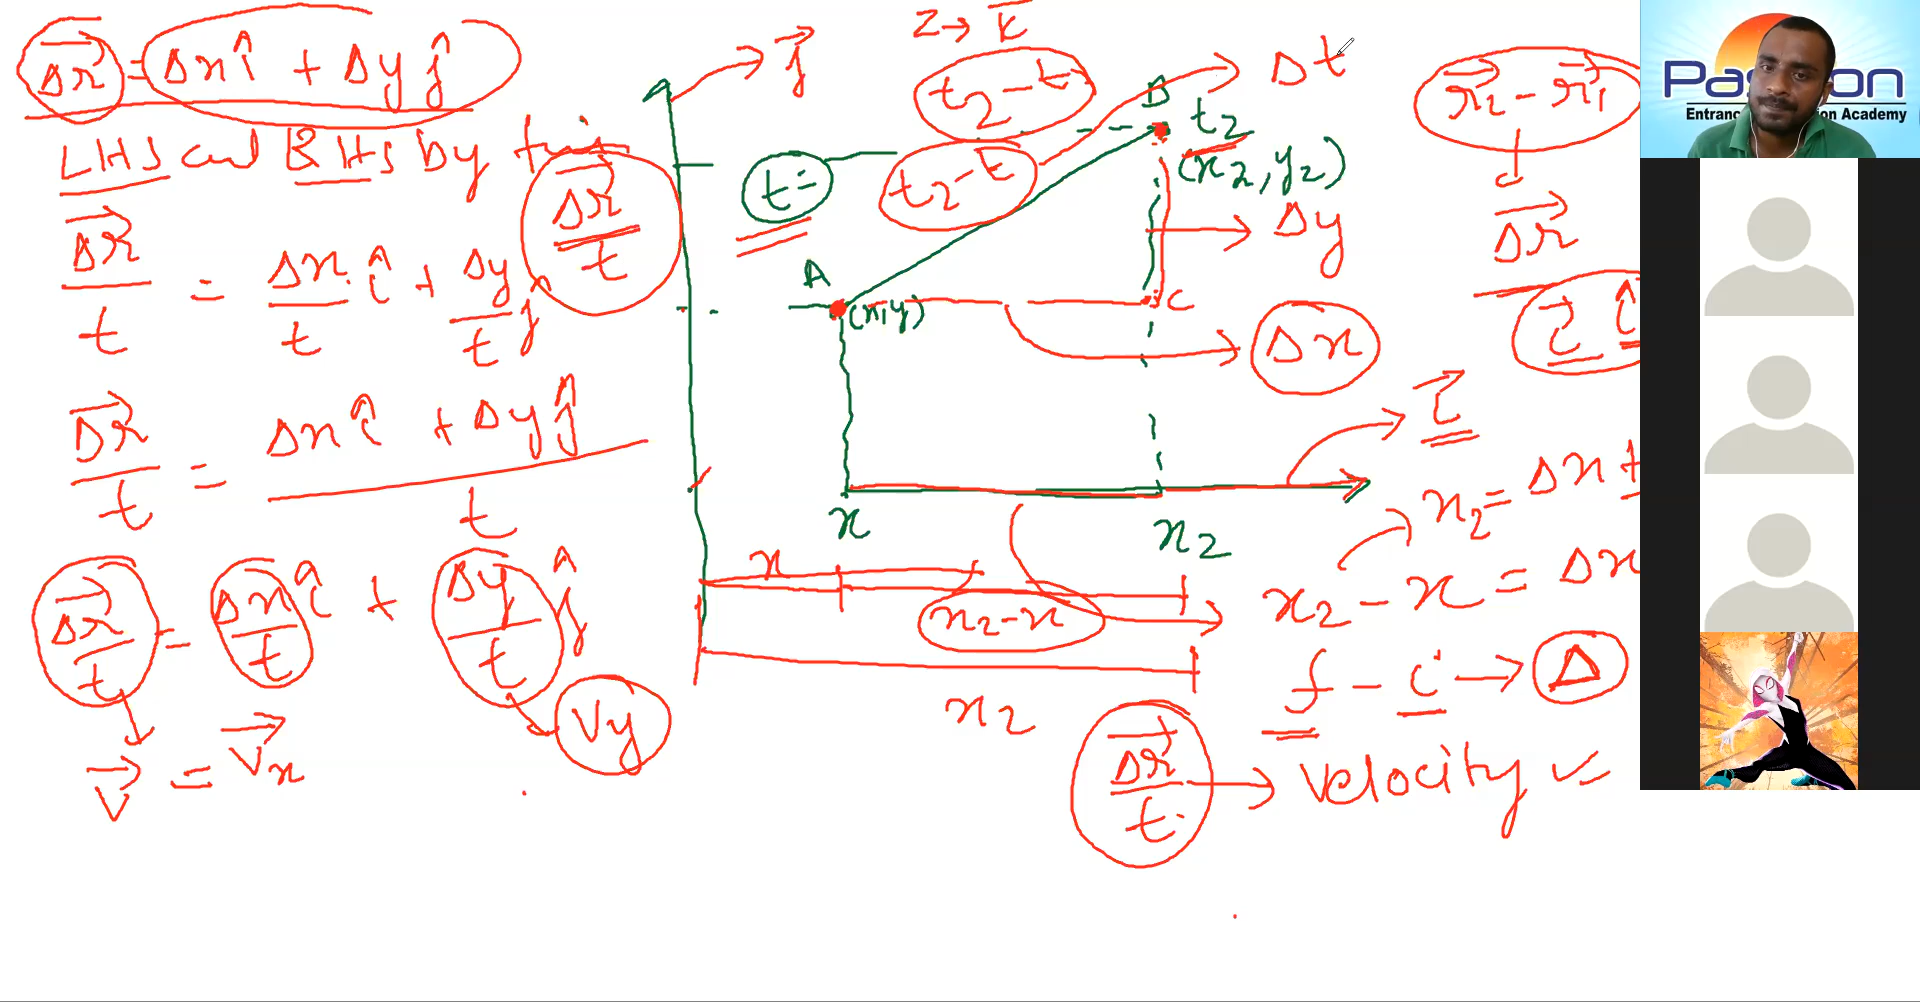 Δr⃗ = Δx î + Δy ĵ
LHS and RHS by time
Δr⃗/t = Δx/t î + Δy/t ĵ
Δr⃗/t = Δx î + Δy ĵ / t
Δr⃗/t = Δx/t î + Δy/t ĵ
v⃗ = v⃗x
Vy
Δr⃗/t
j⃗
z → k
t2 - t
t2 - t
Δt
t =
B
t2
(x2, y2)
Δy
A
(x, y)
C
Δx
i⃗
x
x2
x
x2 - x
x2
r⃗2 - r⃗1
Δr⃗
i⃗ î
x2 = Δx +
x2 - x = Δx
f - i → Δ
Δr⃗/t → Velocity
Entrance
Academy